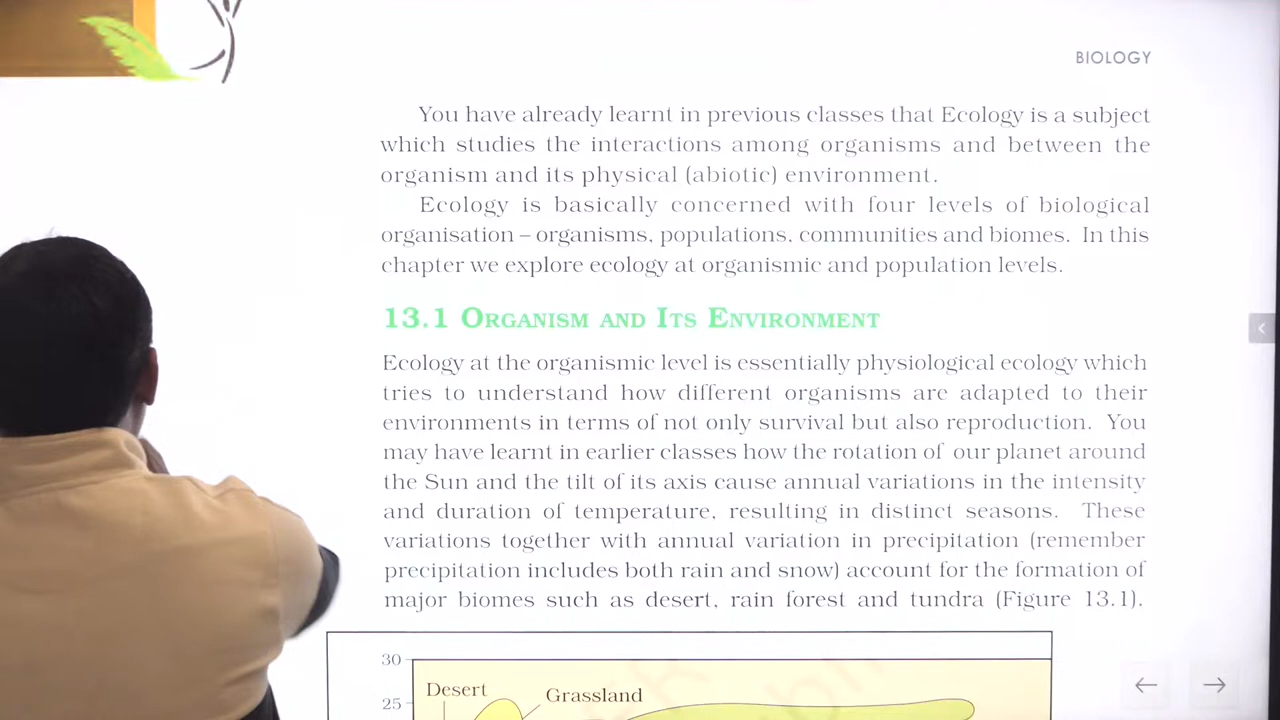 BIOLOGY
You have already learnt in previous classes that Ecology is a subject
which studies the interactions among organisms and between the
organism and its physical (abiotic) environment.
Ecology is basically concerned with four levels of biological
organisation – organisms, populations, communities and biomes. In this
chapter we explore ecology at organismic and population levels.
13.1 ORGANISM AND ITS ENVIRONMENT
Ecology at the organismic level is essentially physiological ecology which
tries to understand how different organisms are adapted to their
environments in terms of not only survival but also reproduction. You
may have learnt in earlier classes how the rotation of our planet around
the Sun and the tilt of its axis cause annual variations in the intensity
and duration of temperature, resulting in distinct seasons. These
variations together with annual variation in precipitation (remember
precipitation includes both rain and snow) account for the formation of
major biomes such as desert, rain forest and tundra (Figure 13.1).
30
Desert
Grassland
25